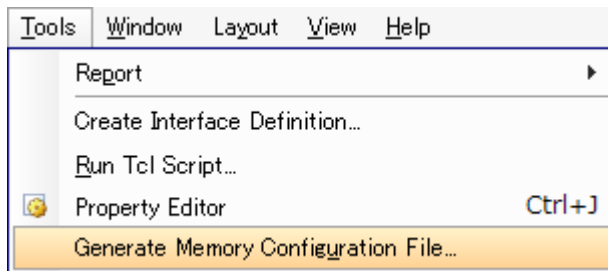 Tools Window Layout View Help
Report
Create Interface Definition...
Run Tcl Script...
Property Editor Ctrl+J
Generate Memory Configuration File...